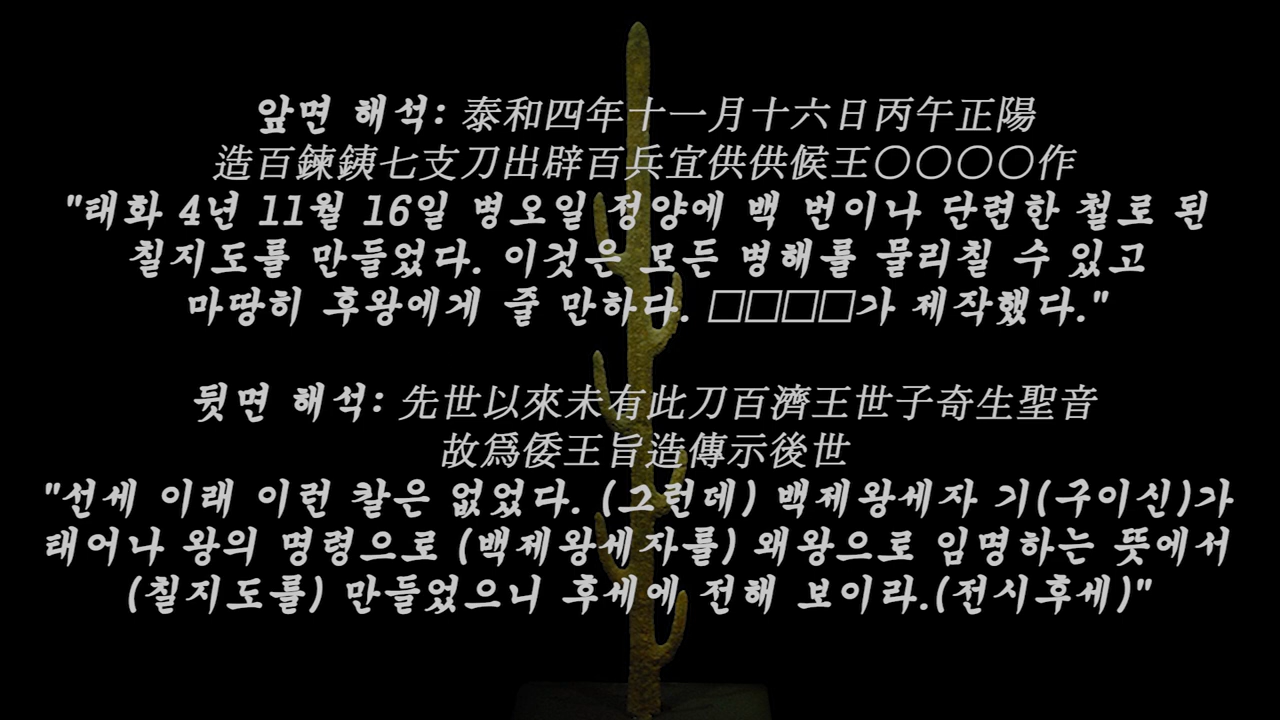 앞면 해석: 泰和四年十一月十六日丙午正陽
造百鍊銕七支刀出辟百兵宜供供候王〇〇〇〇作
"태화 4년 11월 16일 병오일 정양에 백 번이나 단련한 철로 된
칠지도를 만들었다. 이것은 모든 병해를 물리칠 수 있고
마땅히 후왕에게 줄 만하다. □□□□가 제작했다."
뒷면 해석: 先世以來未有此刀百濟王世子奇生聖音
故爲倭王旨造傳示後世
"선세 이래 이런 칼은 없었다. (그런데) 백제왕세자 기(구이신)가
태어나 왕의 명령으로 (백제왕세자를) 왜왕으로 임명하는 뜻에서
(칠지도를) 만들었으니 후세에 전해 보이라.(전시후세)"